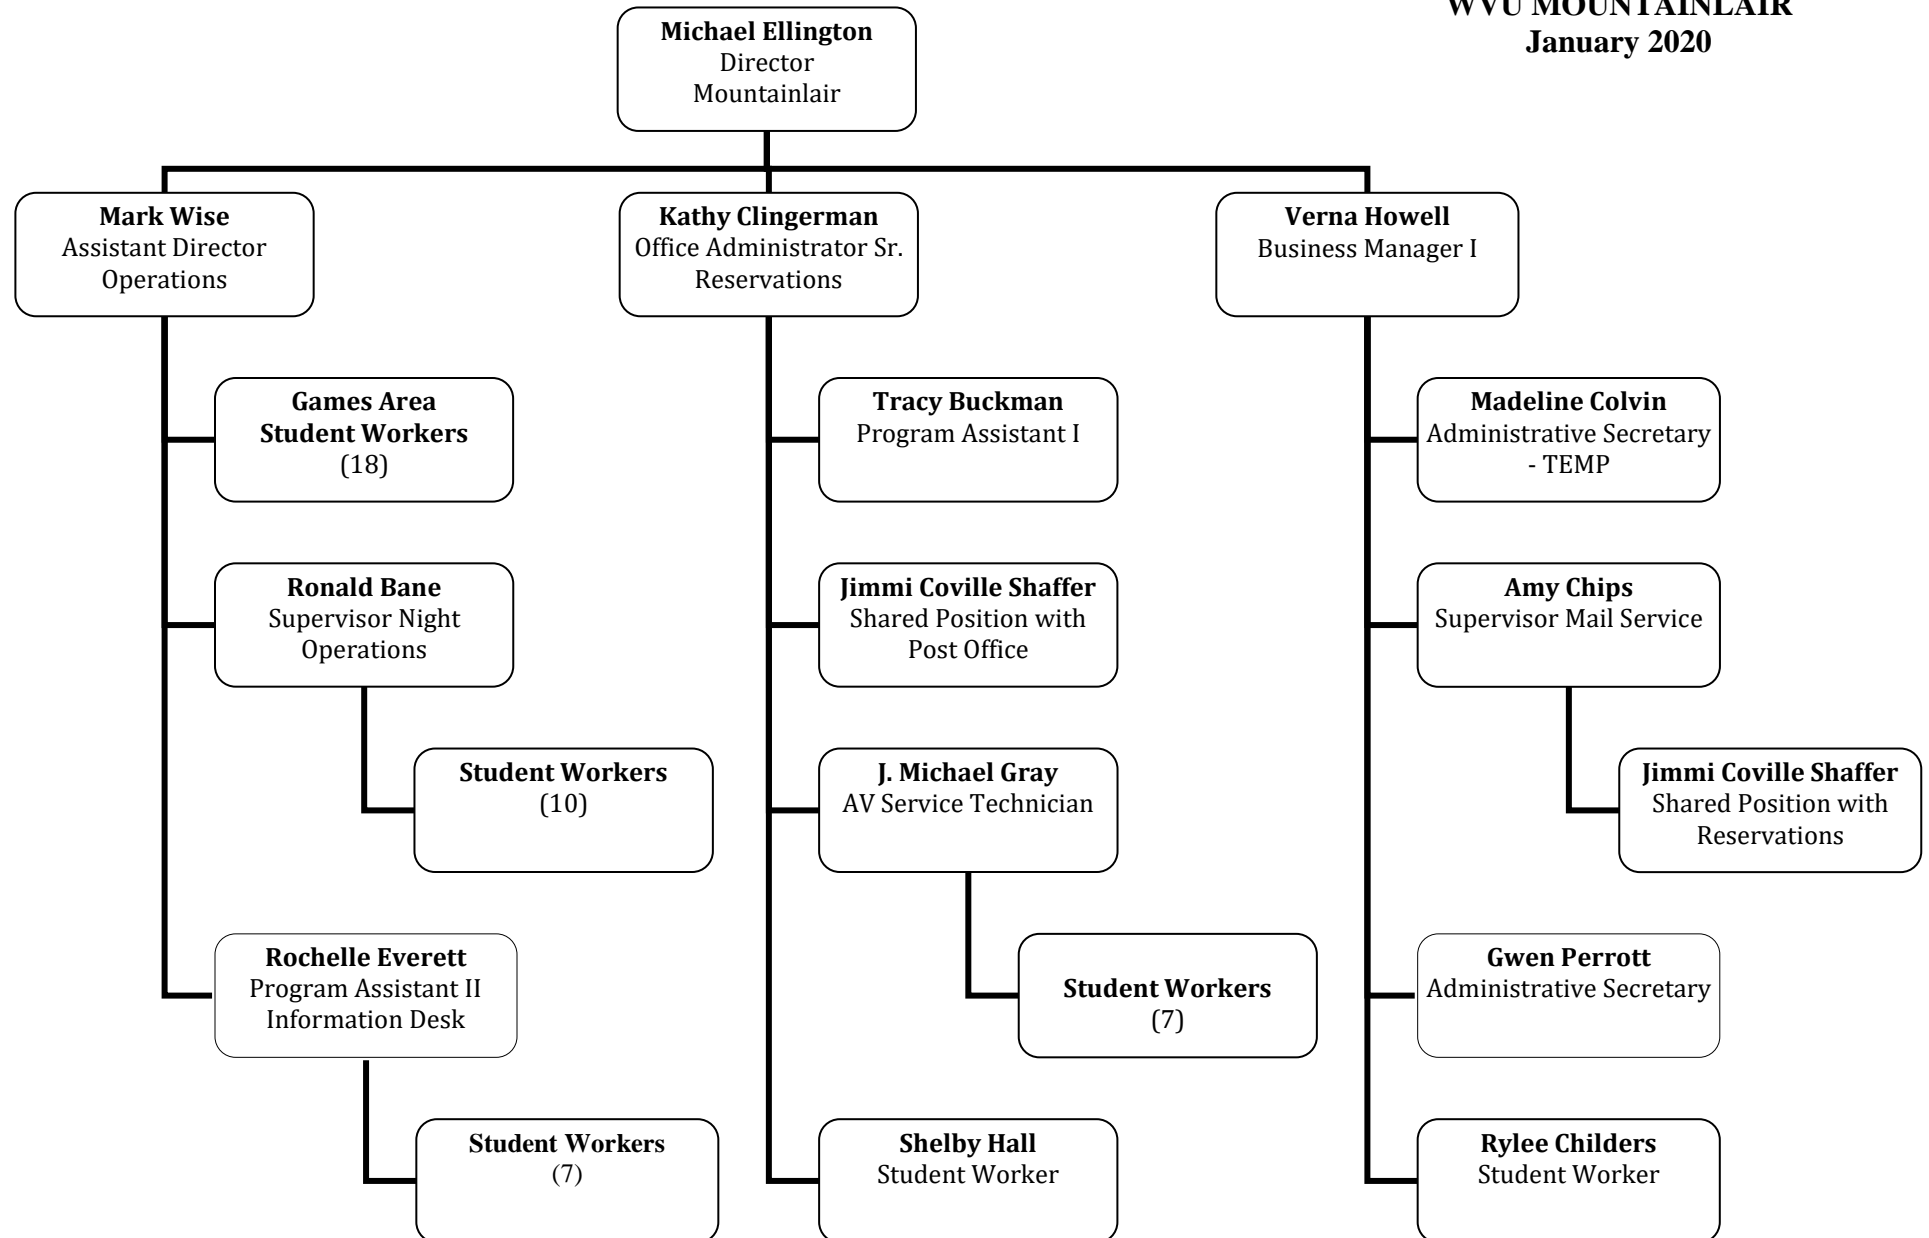 WVU MOUNTAINLAIR
January 2020
Michael Ellington
Director
Mountainlair
Mark Wise
Assistant Director
Operations
Kathy Clingerman
Office Administrator Sr.
Reservations
Verna Howell
Business Manager I
Games Area
Student Workers
(18)
Tracy Buckman
Program Assistant I
Madeline Colvin
Administrative Secretary
- TEMP
Ronald Bane
Supervisor Night
Operations
Jimmi Coville Shaffer
Shared Position with
Post Office
Amy Chips
Supervisor Mail Service
Student Workers
(10)
J. Michael Gray
AV Service Technician
Jimmi Coville Shaffer
Shared Position with
Reservations
Rochelle Everett
Program Assistant II
Information Desk
Student Workers
(7)
Gwen Perrott
Administrative Secretary
Student Workers
(7)
Shelby Hall
Student Worker
Rylee Childers
Student Worker